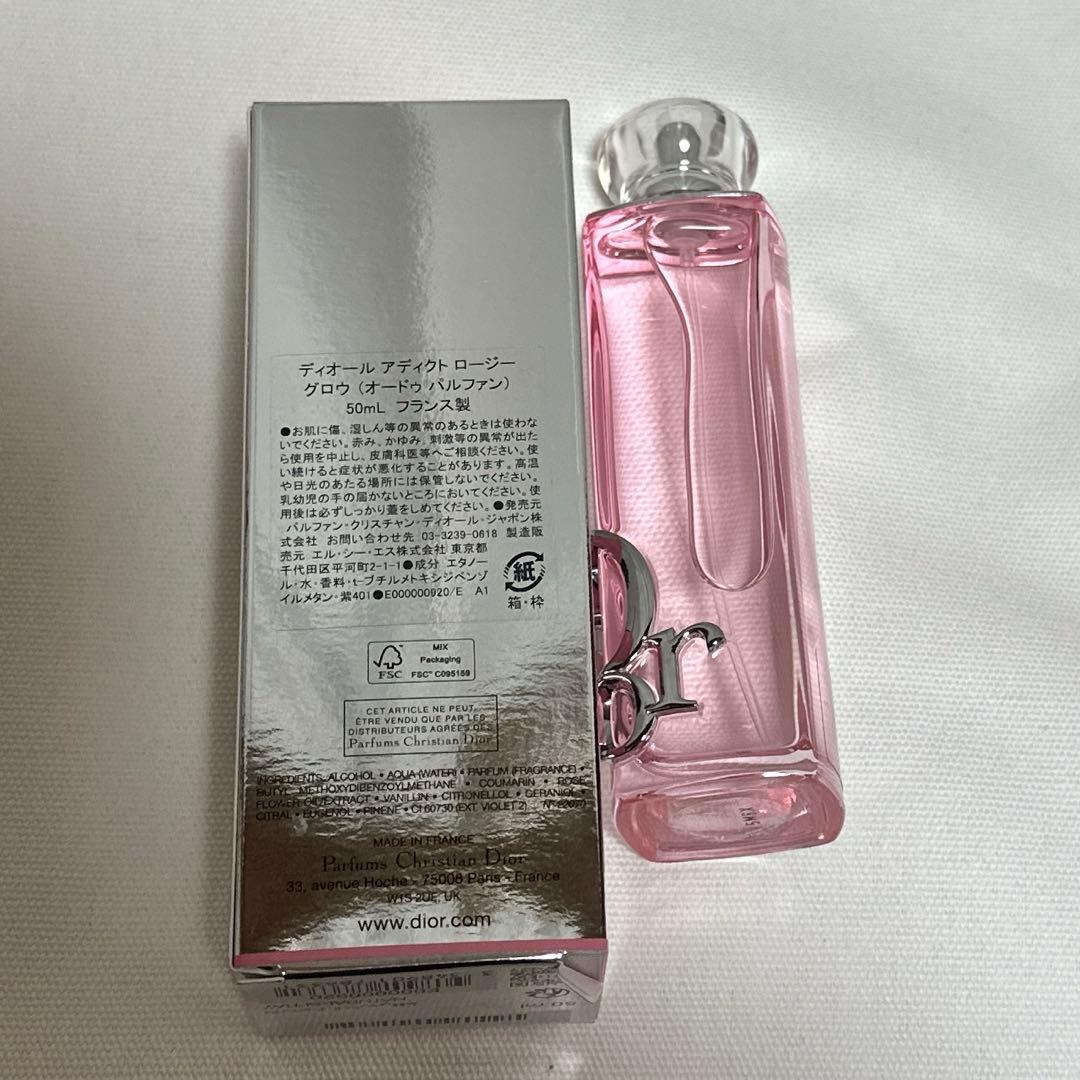 ディオール アディクト ロージー
グロウ（オードゥ パルファン）
50mL フランス製
●お肌に傷、湿しん等の異常のあるときは使わな
いでください。赤み、かゆみ、刺激等の異常が出た
ら使用を中止し、皮膚科医等へご相談ください。使
い続けると症状が悪化することがあります。高温
や日光のあたる場所には保管しないでください。
乳幼児の手の届かないところにおいてください。使
用後は必ずしっかり蓋をしめてください。●発売元
パルファン・クリスチャン・ディオール・ジャポン株
式会社 お問い合わせ先 03-3239-0618 製造販
売元 エル・シー・エス株式会社 東京都
千代田区平河町2-1-1●成分 エタノー
ル・水・香料・t-ブチルメトキシジベンゾ
イルメタン・紫401●E000000920/E A1
紙
箱・枠
FSC
MIX
Packaging
FSC™ C095159
CET ARTICLE NE PEUT
ÊTRE VENDU QUE PAR LES
DISTRIBUTEURS AGRÉÉS DES
Parfums Christian Dior
INGREDIENTS: ALCOHOL • AQUA (WATER) • PARFUM (FRAGRANCE) •
BUTYL METHOXYDIBENZOYLMETHANE • COUMARIN • ROSE
FLOWER OIL/EXTRACT • VANILLIN • CITRONELLOL • GERANIOL •
CITRAL • EUGENOL • PINENE • CI 60730 (EXT. VIOLET 2)
MADE IN FRANCE
Parfums Christian Dior
33, avenue Hoche - 75008 Paris - France
W1S 2UE, UK
www.dior.com
50 ml
Dior